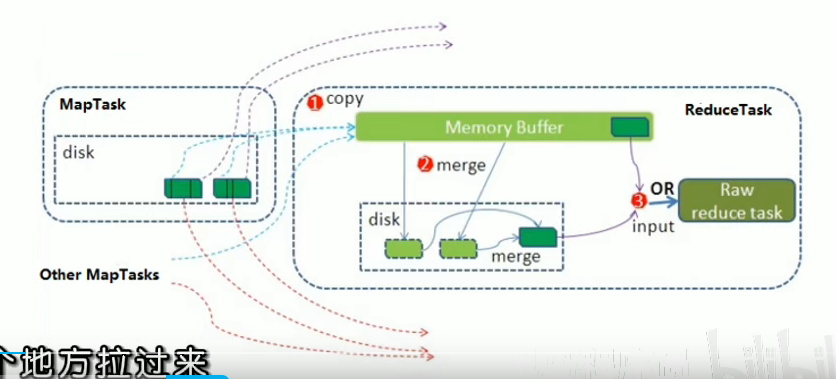 MapTask
disk
Other MapTasks
1 copy
Memory Buffer
ReduceTask
2 merge
disk
merge
3
OR
input
Raw
reduce task
个地方拉过来
bilibili